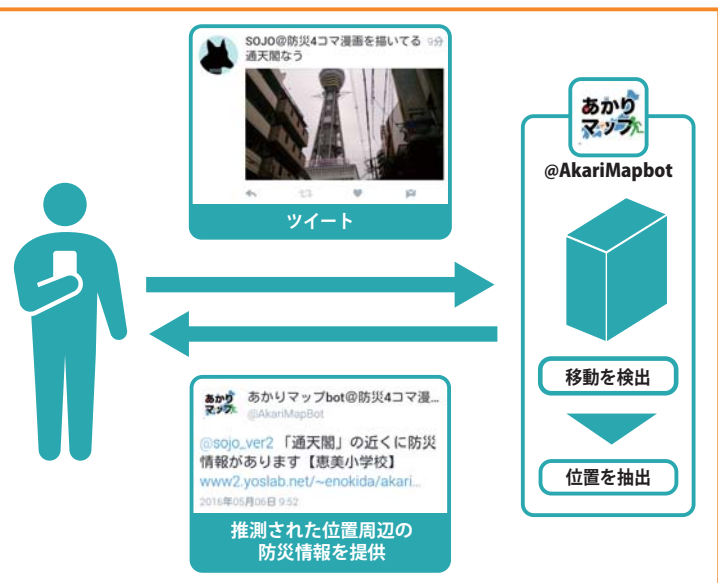 SOJO@防災4コマ漫画を描いてる 9分
通天閣なう
ツイート
あかり
マップ
@AkariMapbot
移動を検出
位置を抽出
あかり
マップ
あかりマップbot@防災4コマ漫...
@AkariMapBot
@sojo_ver2 「通天閣」の近くに防災
情報があります【恵美小学校】
www2.yoslab.net/~enokida/akari...
2016年05月06日 9:52
推測された位置周辺の
防災情報を提供